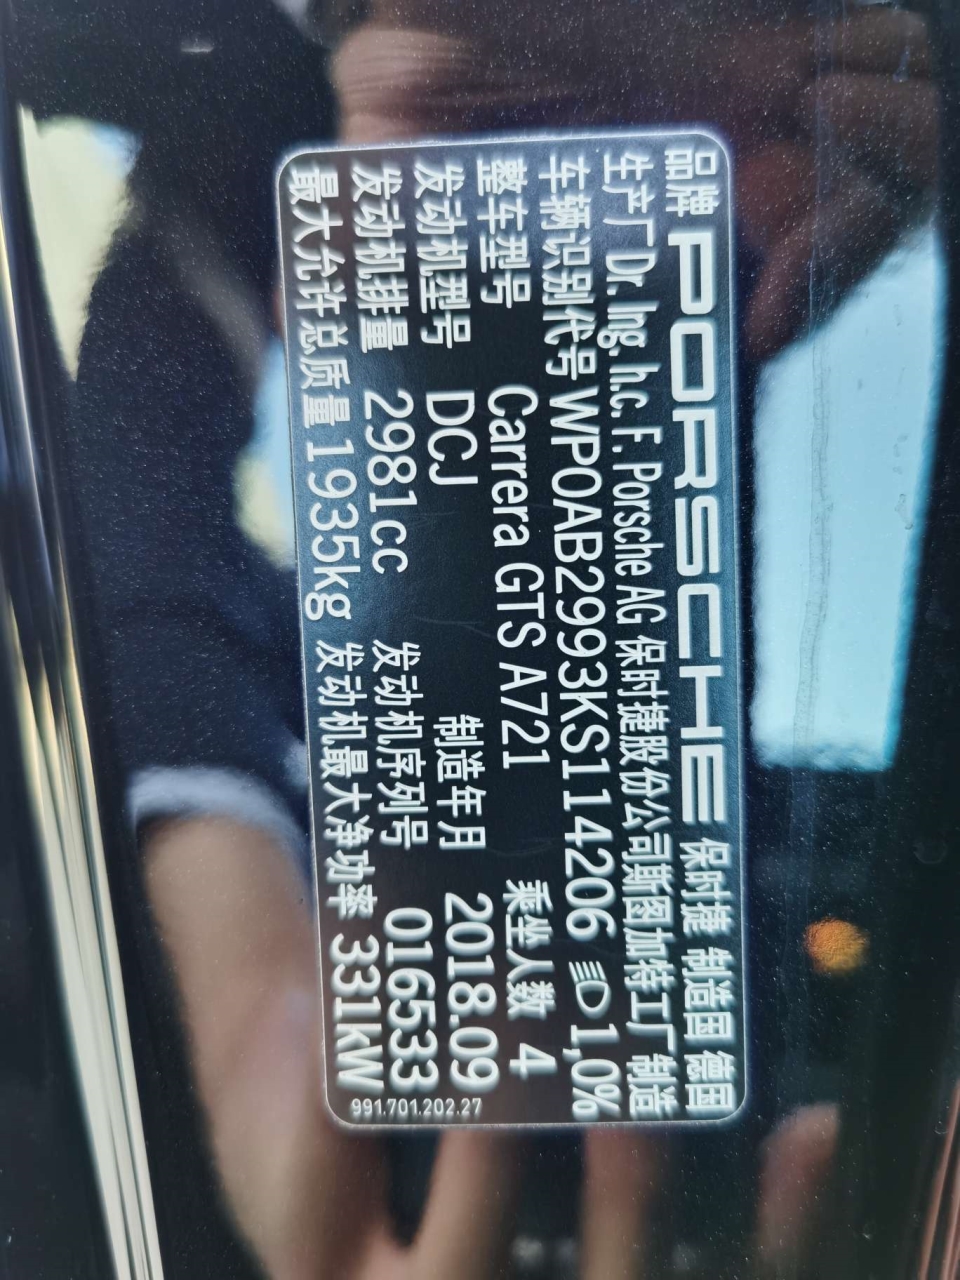 品牌 PORSCHE 保时捷 制造国 德国
生产厂 Dr. Ing. h.c. F. Porsche AG 保时捷股份公司斯图加特工厂 制造
车辆识别代号 WP0AB2993KS114206 1,0%
整车型号 Carrera GTS A721 乘坐人数 4
发动机型号 DCJ 制造年月 2018.09
发动机排量 2981cc 发动机序列号 016533
最大允许总质量 1935kg 发动机最大净功率 331kW
991.701.202.27